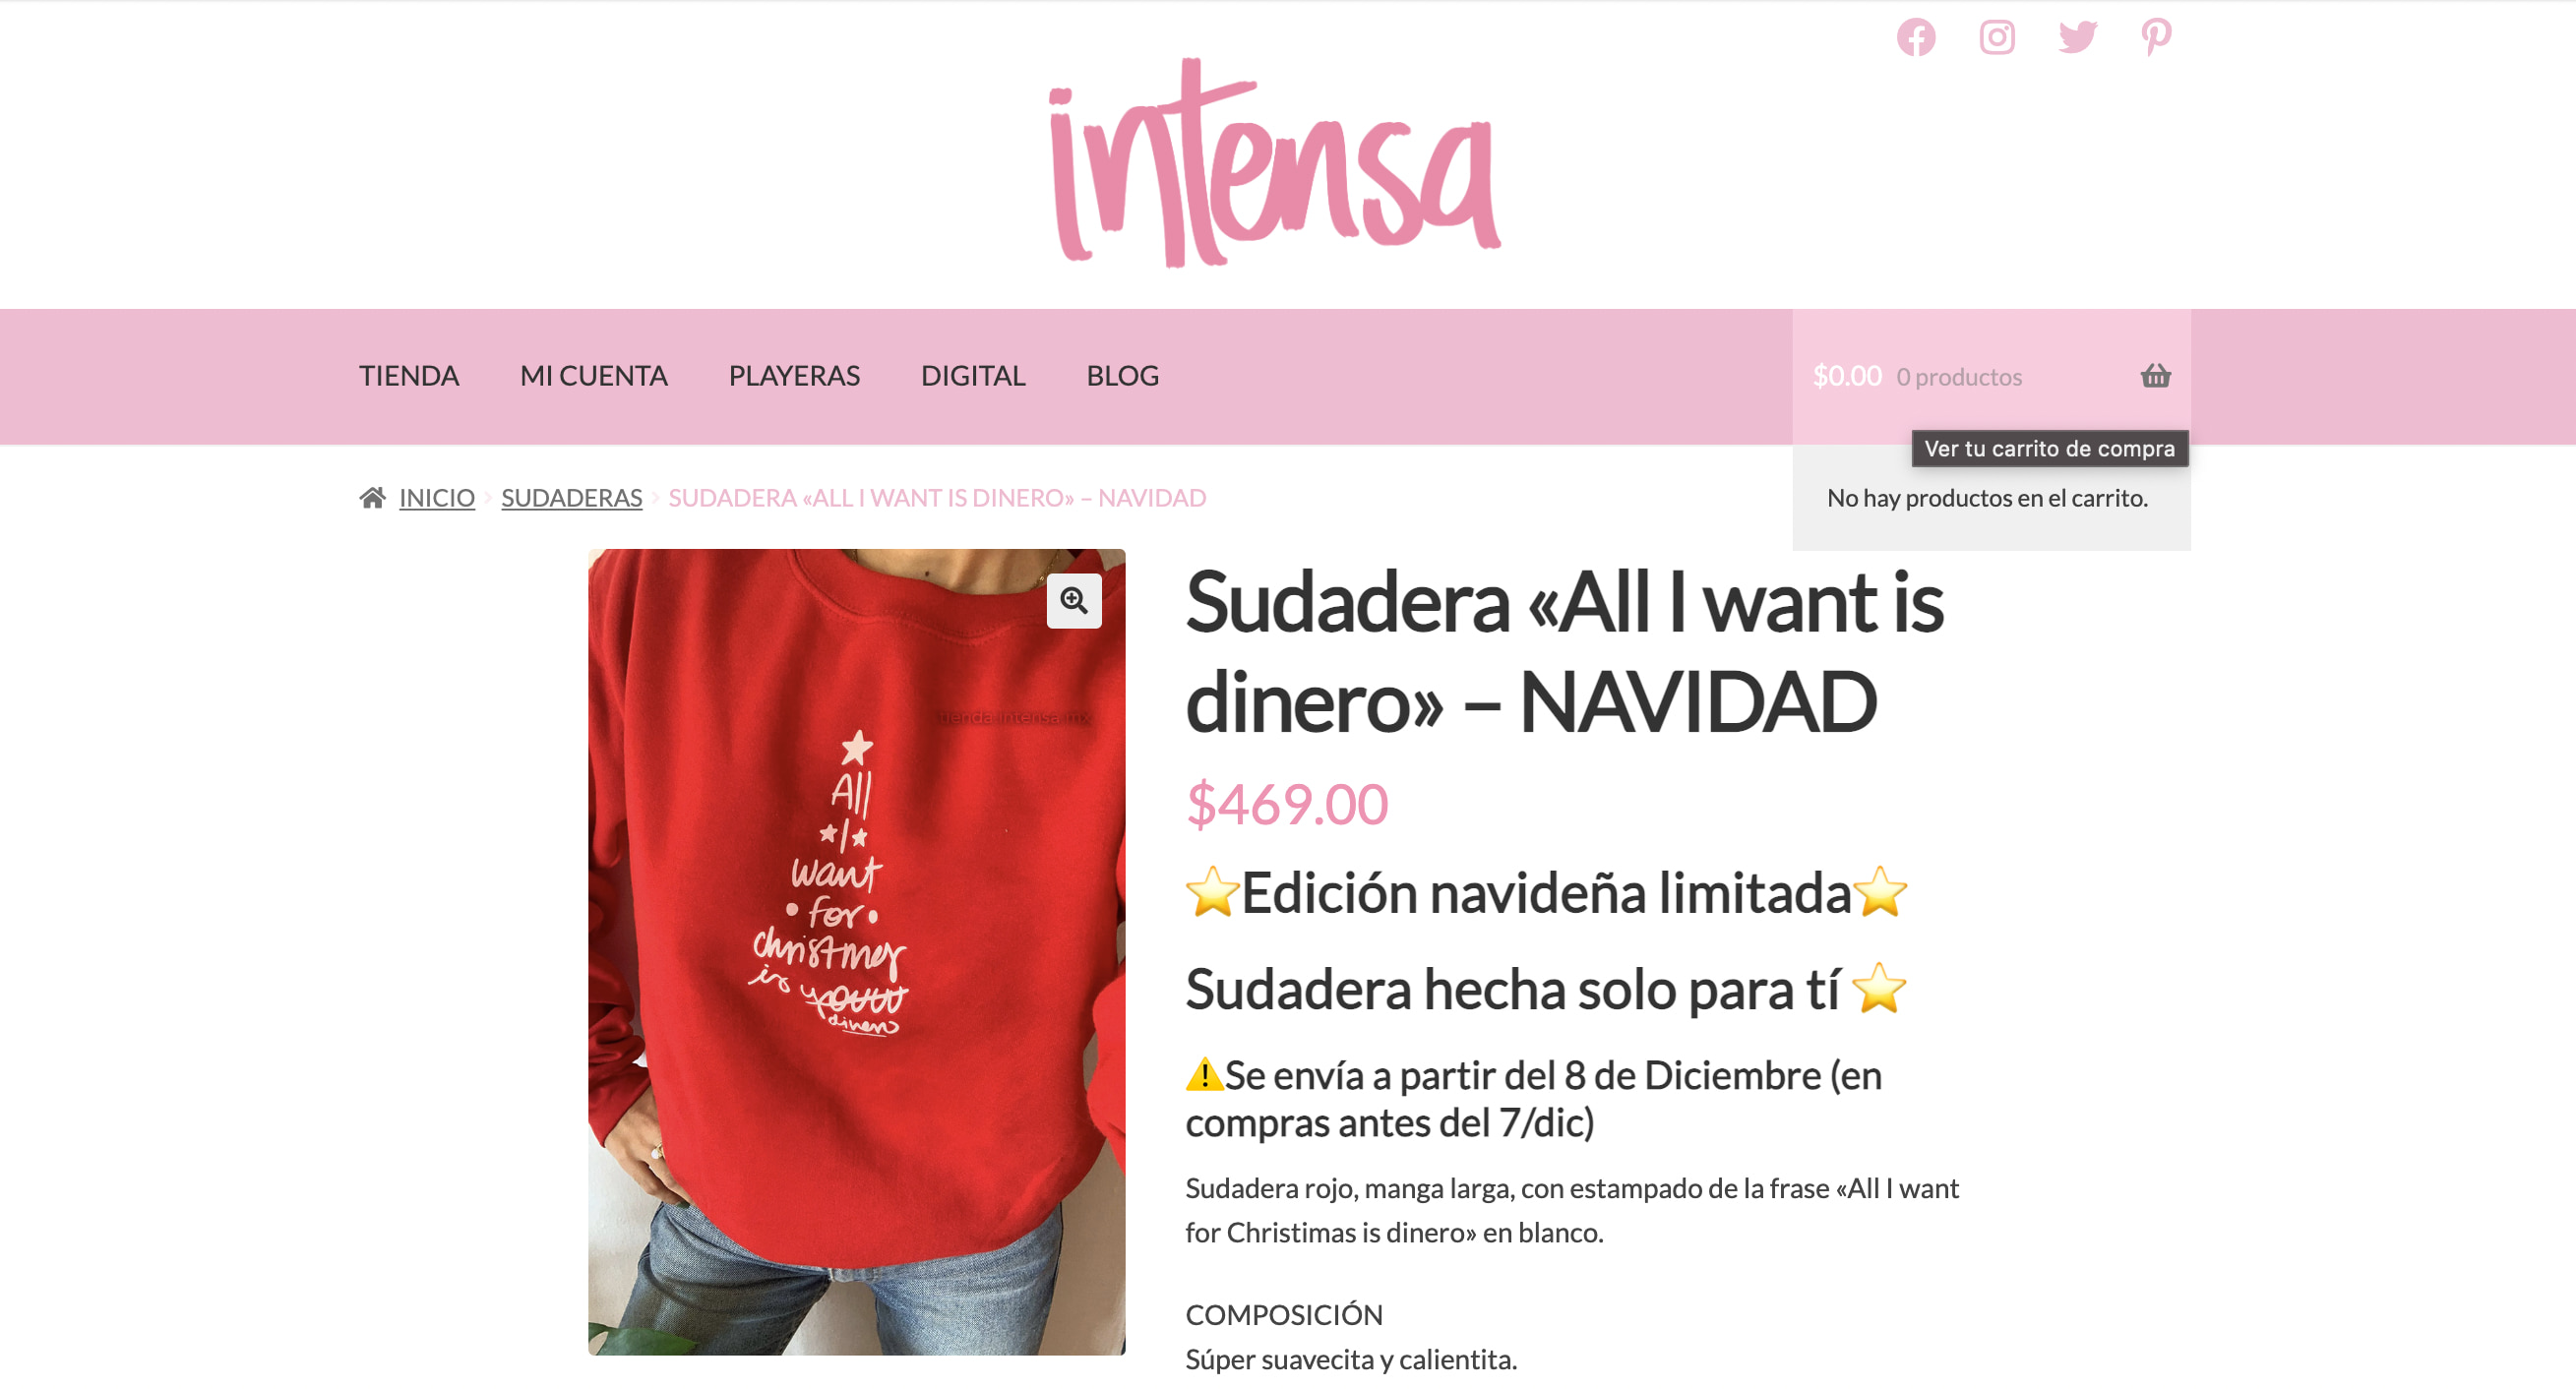 intensa
TIENDA MI CUENTA PLAYERAS DIGITAL BLOG
$0.00 0 productos
Ver tu carrito de compra
No hay productos en el carrito.
INICIO SUDADERAS SUDADERA «ALL I WANT IS DINERO» – NAVIDAD
tienda.intensa.mx
All
I
want
for
christmas
is youuu
dinero
Sudadera «All I want is
dinero» – NAVIDAD
$469.00
⭐Edición navideña limitada⭐
Sudadera hecha solo para tí ⭐
⚠️Se envía a partir del 8 de Diciembre (en
compras antes del 7/dic)
Sudadera rojo, manga larga, con estampado de la frase «All I want
for Christimas is dinero» en blanco.
COMPOSICIÓN
Súper suavecita y calientita.